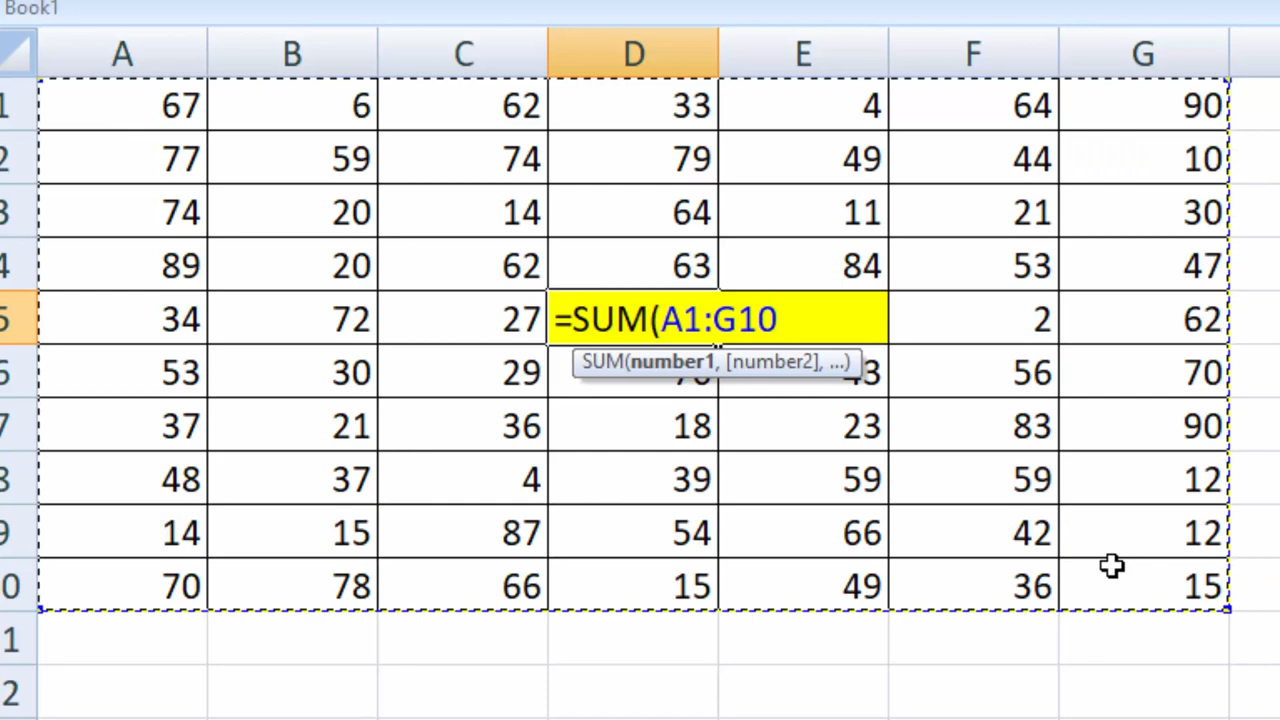 Book1
A B C D E F G
1 67 6 62 33 4 64 90
2 77 59 74 79 49 44 10
3 74 20 14 64 11 21 30
4 89 20 62 63 84 53 47
5 34 72 27 =SUM(A1:G10 2 62
SUM(number1, [number2], ...)
6 53 30 29 56 70
7 37 21 36 18 23 83 90
8 48 37 4 39 59 59 12
9 14 15 87 54 66 42 12
0 70 78 66 15 49 36 15
1
2